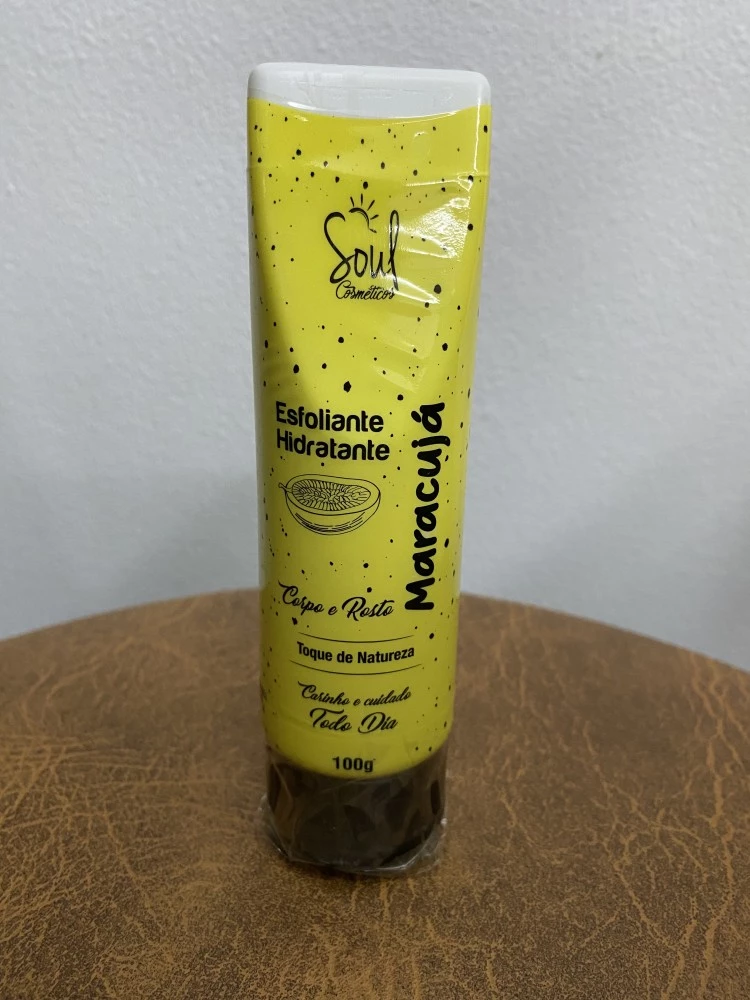 Soul
Cosméticos
Esfoliante
Hidratante
Maracujá
Corpo e Rosto
Toque de Natureza
Carinho e cuidado
Todo Dia
100g